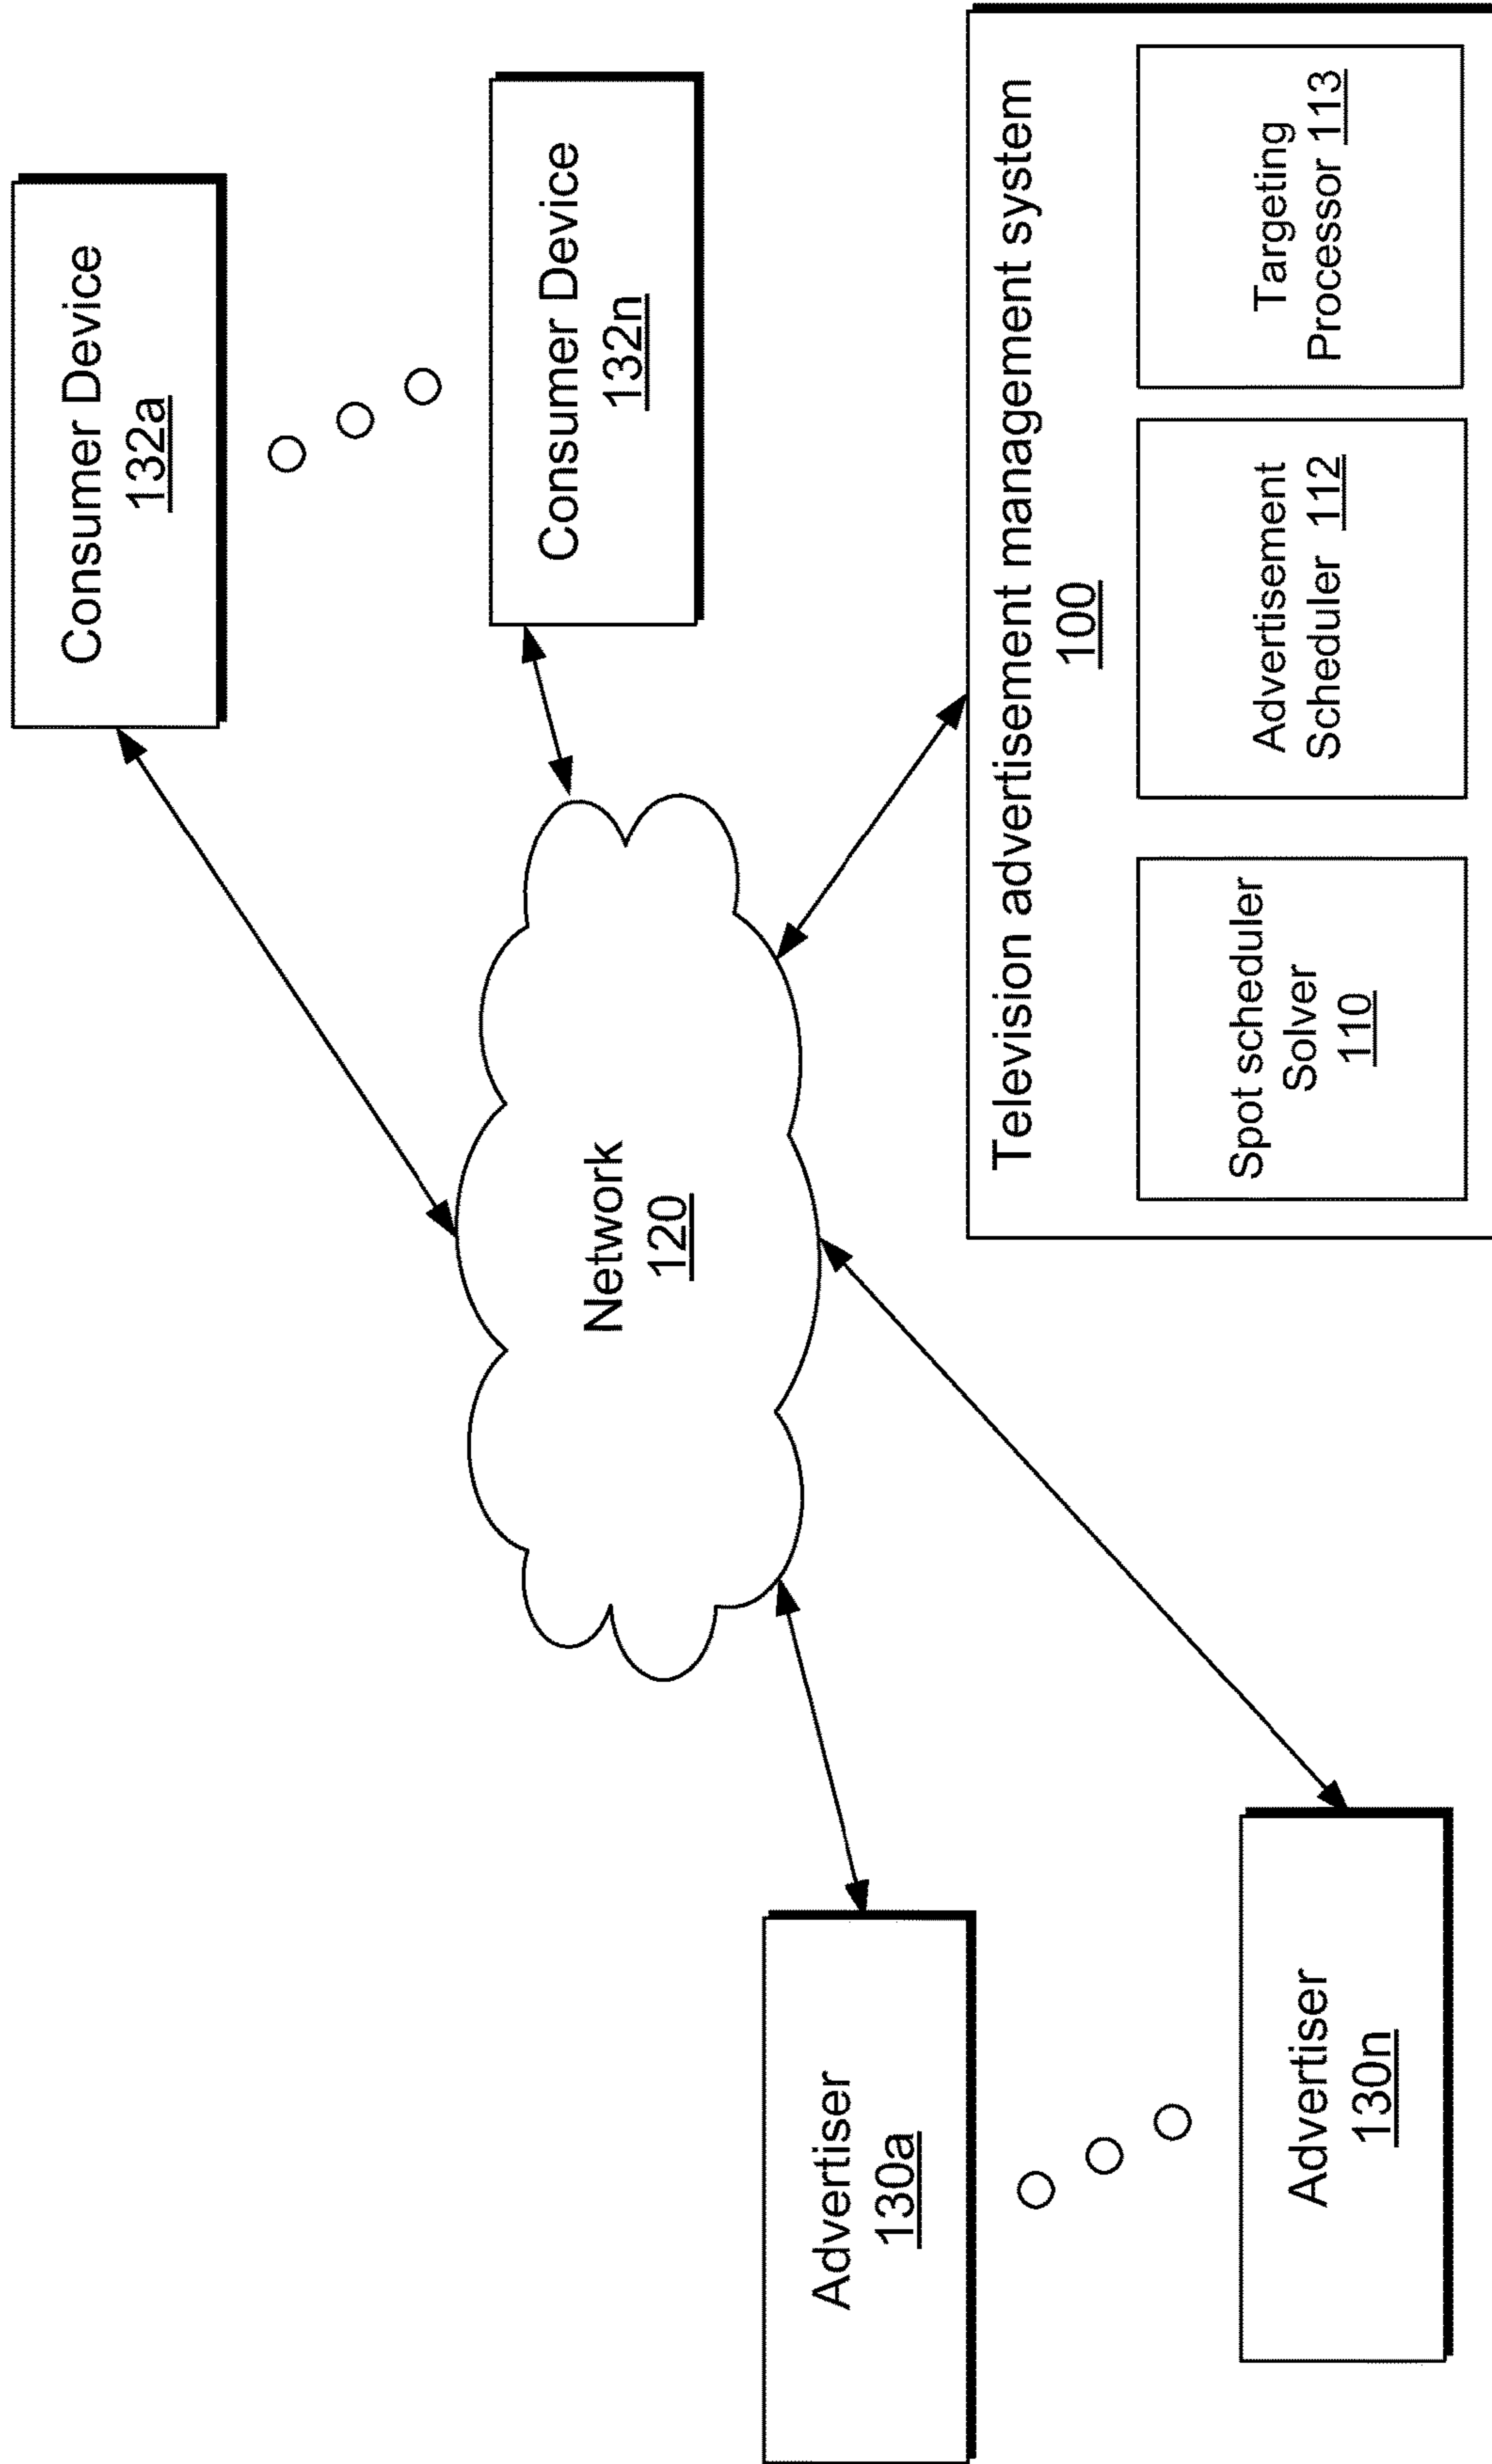 Consumer Device
132a
Consumer Device
132n
Network
120
Advertiser
130a
Advertiser
130n
Television advertisement management system
100
Spot scheduler
Solver
110
Advertisement
Scheduler 112
Targeting
Processor 113